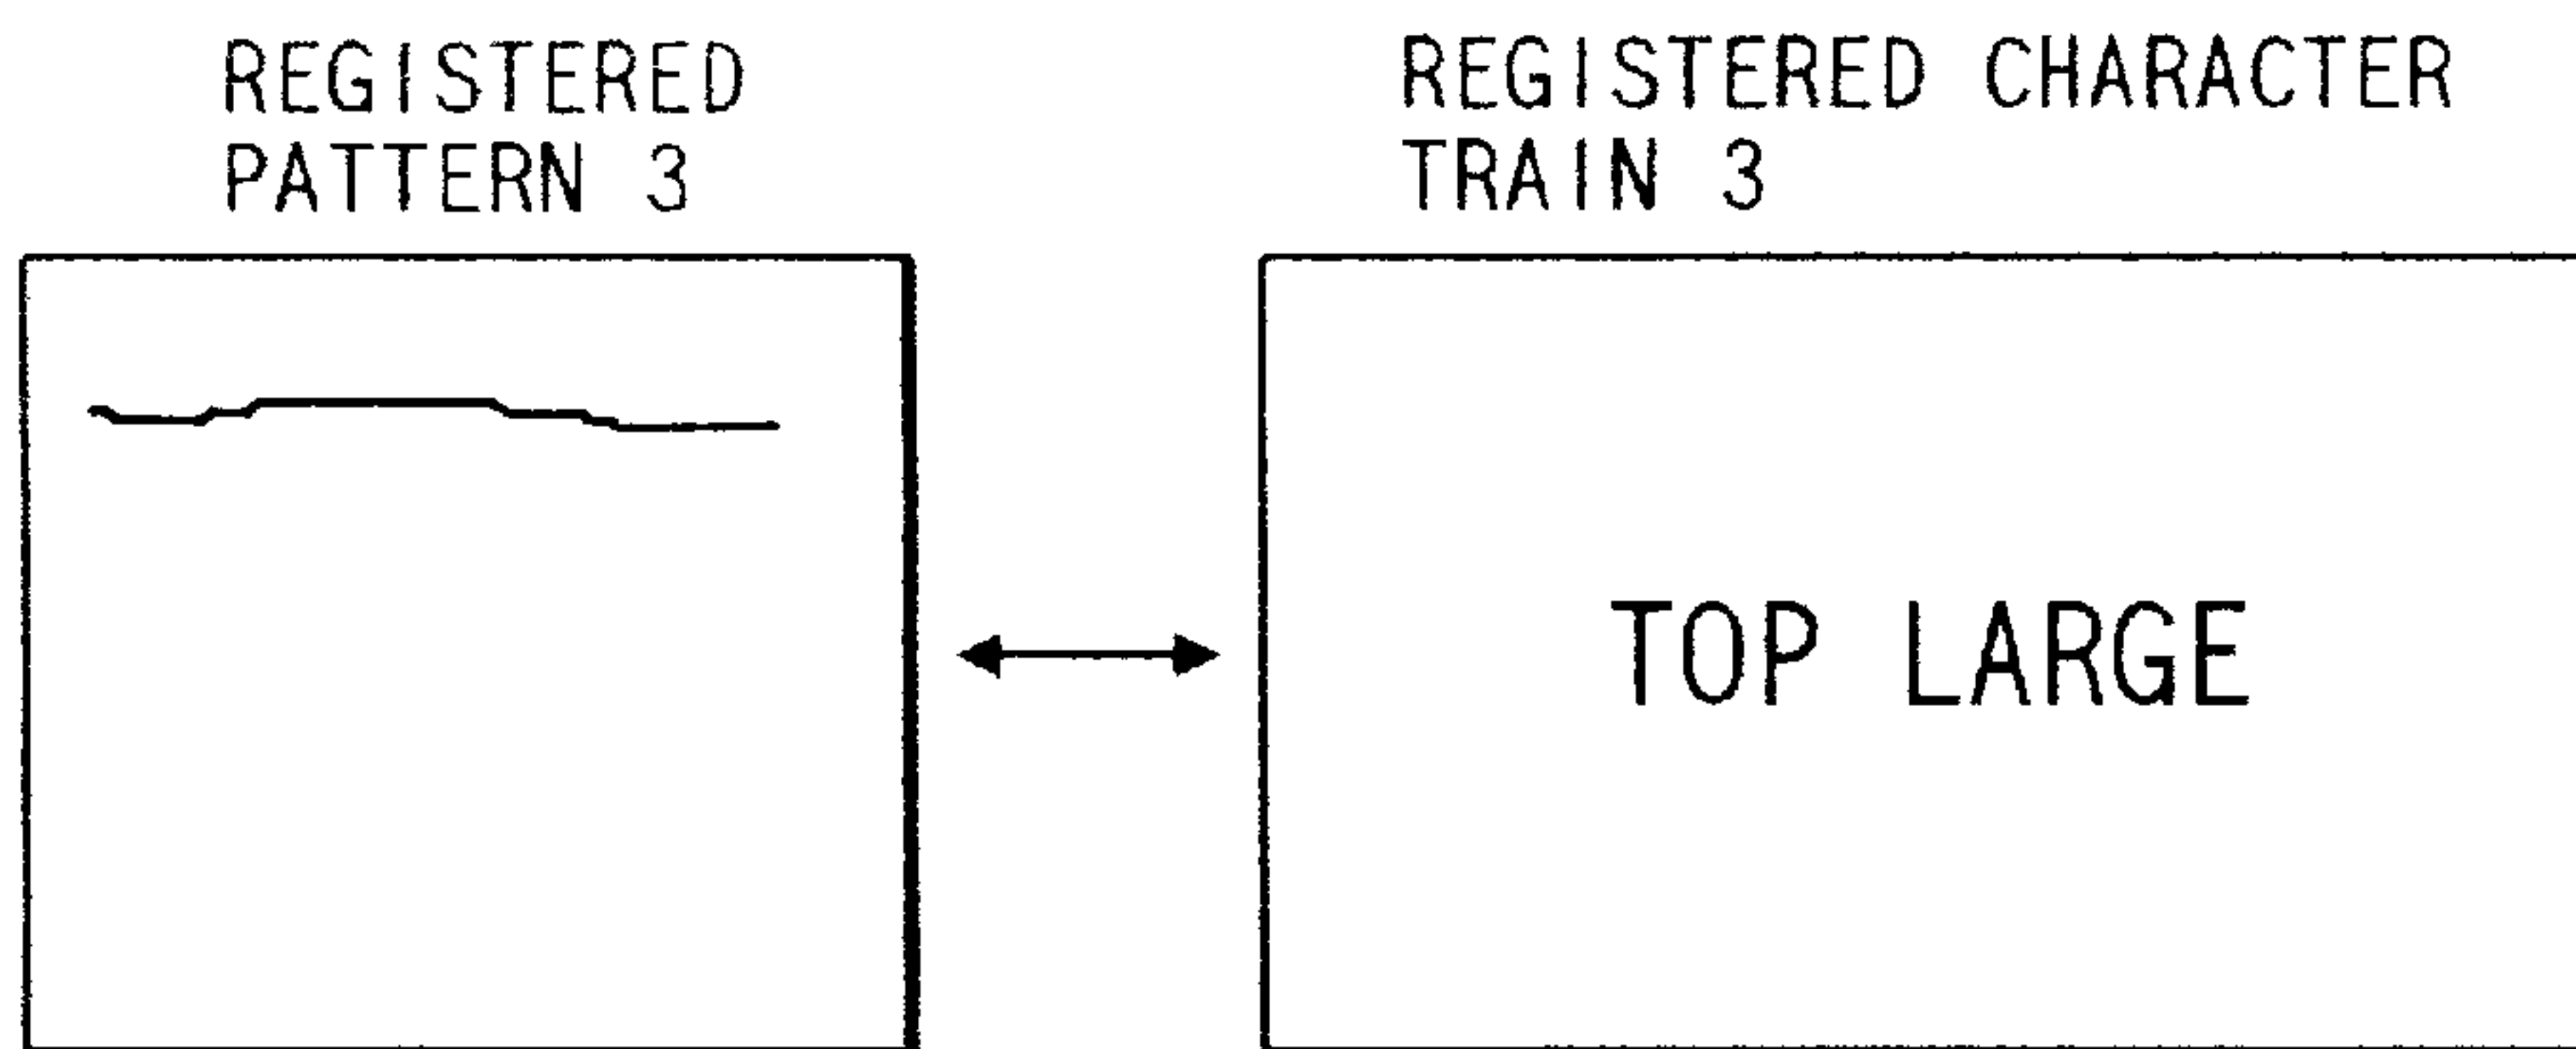 REGISTERED
PATTERN 3
REGISTERED CHARACTER
TRAIN 3
TOP LARGE